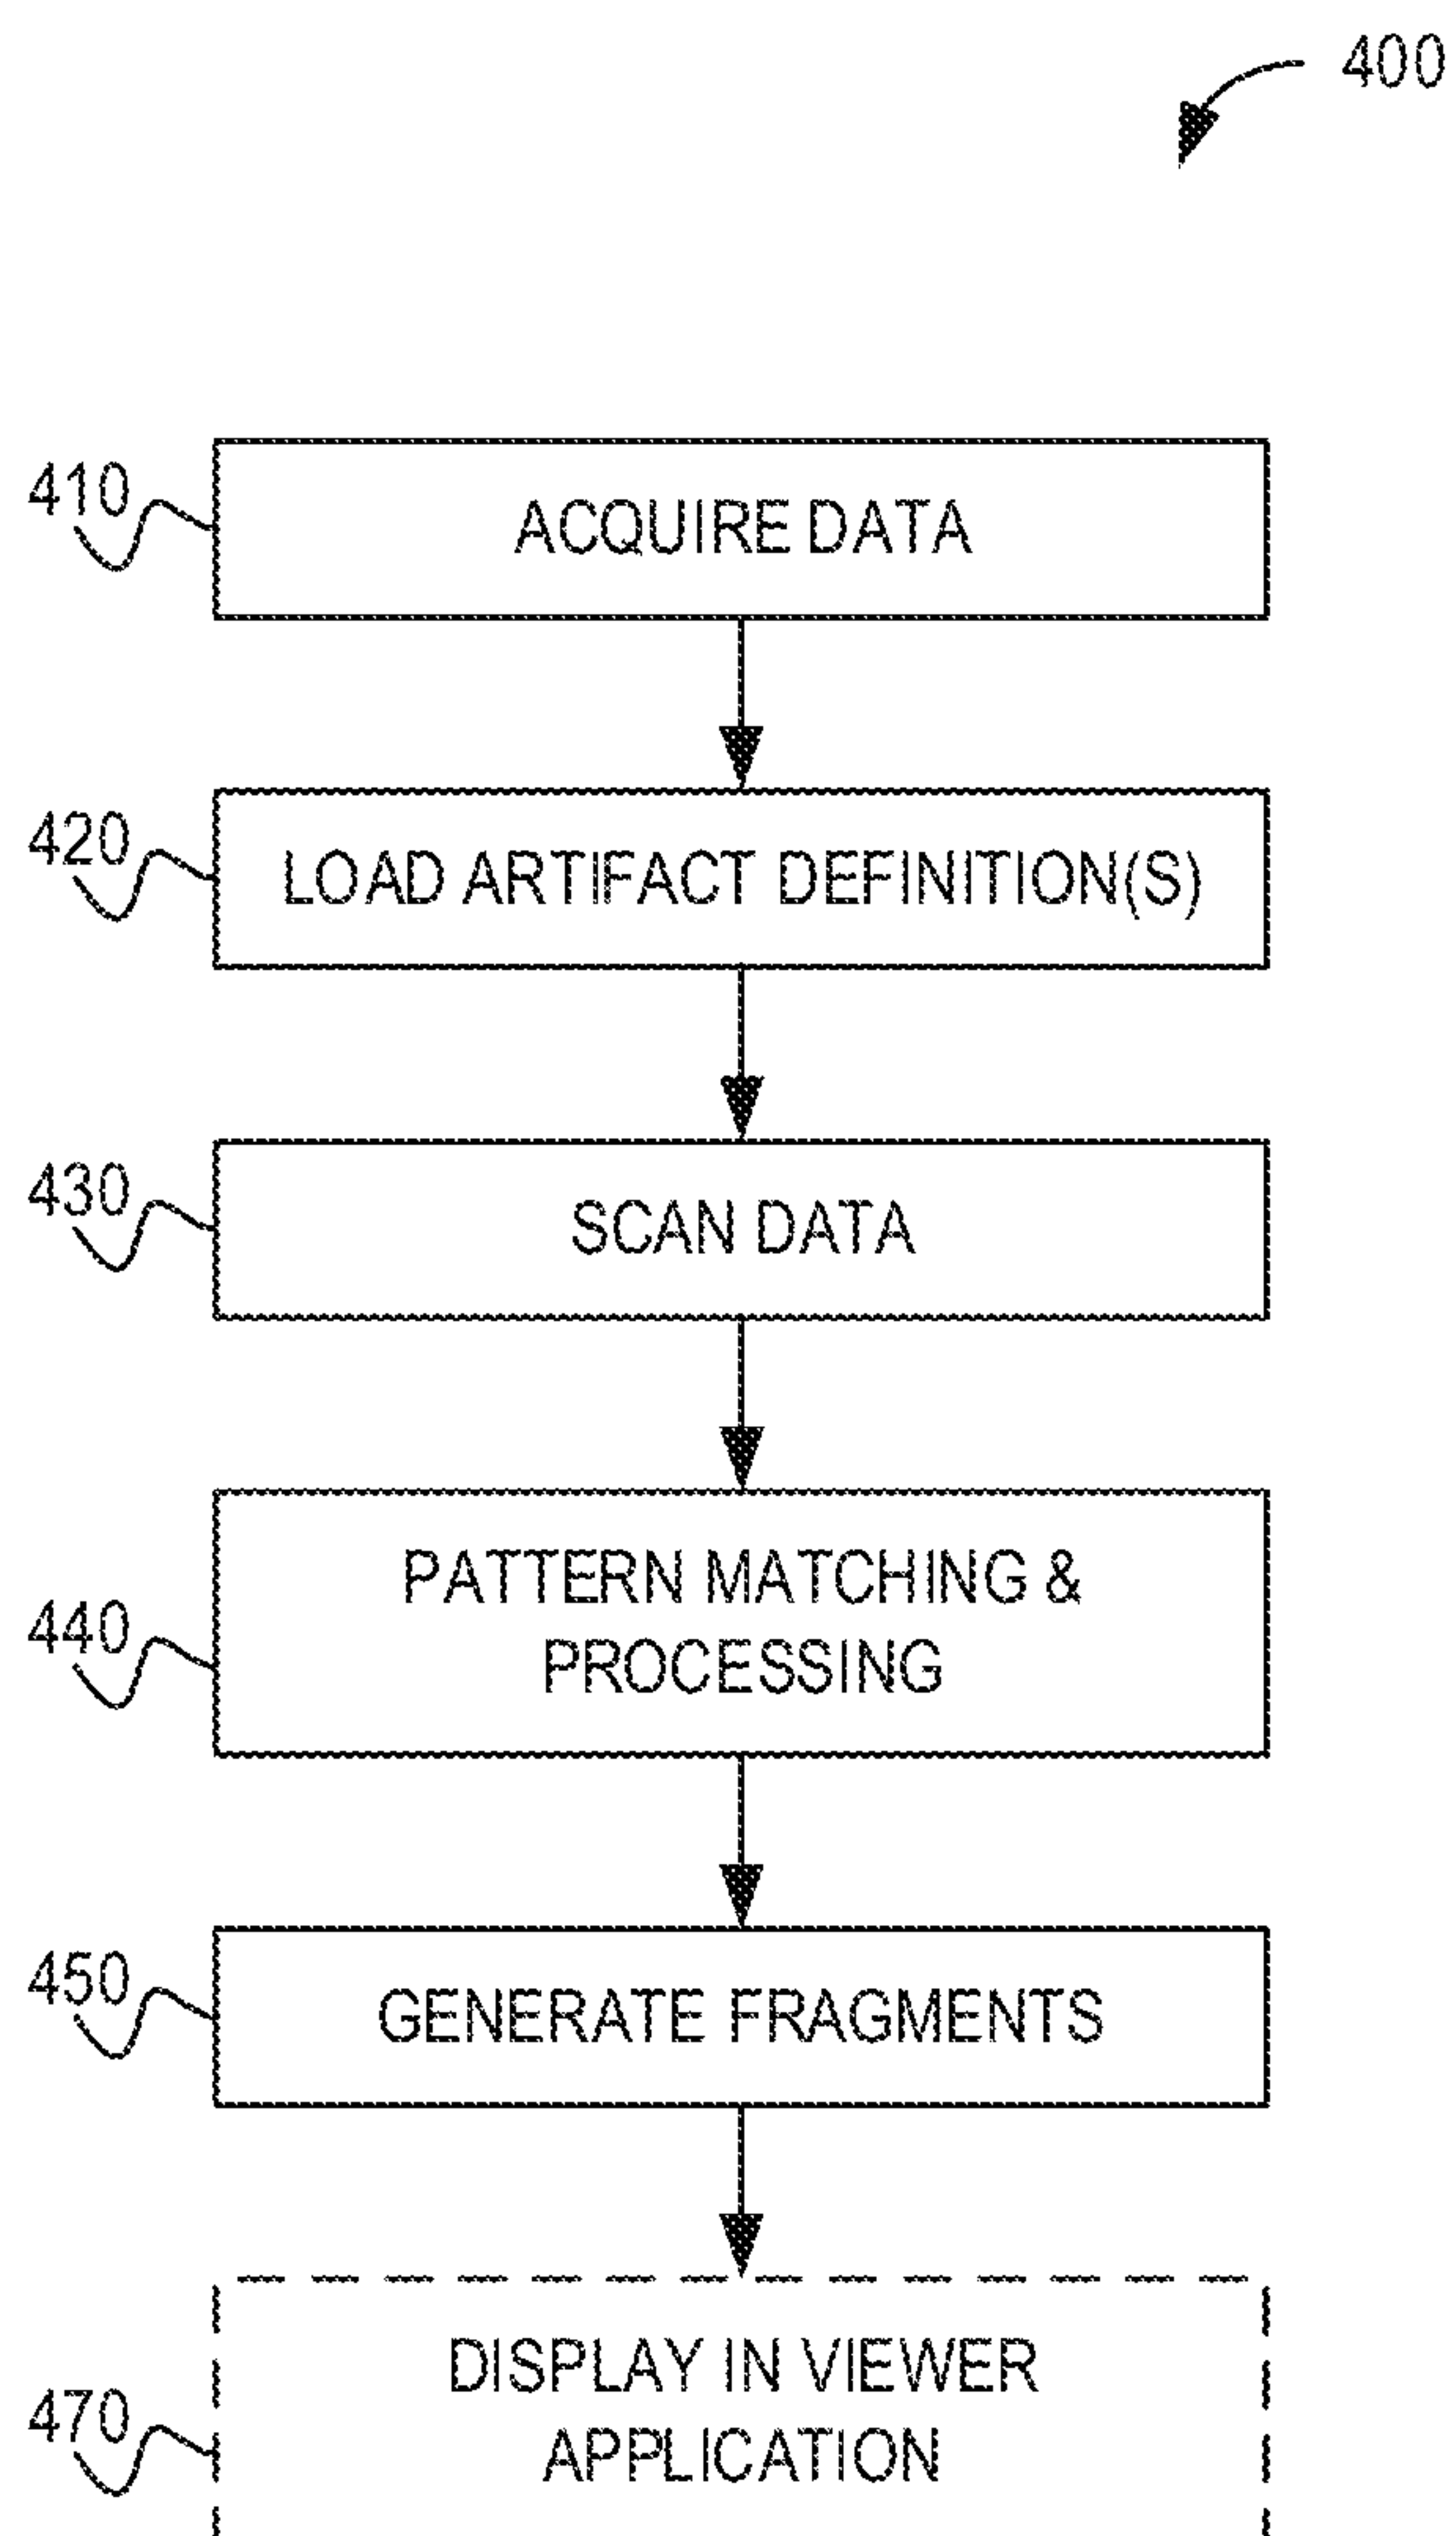 400
410
ACQUIRE DATA
420
LOAD ARTIFACT DEFINITION(S)
430
SCAN DATA
440
PATTERN MATCHING &
PROCESSING
450
GENERATE FRAGMENTS
470
DISPLAY IN VIEWER
APPLICATION